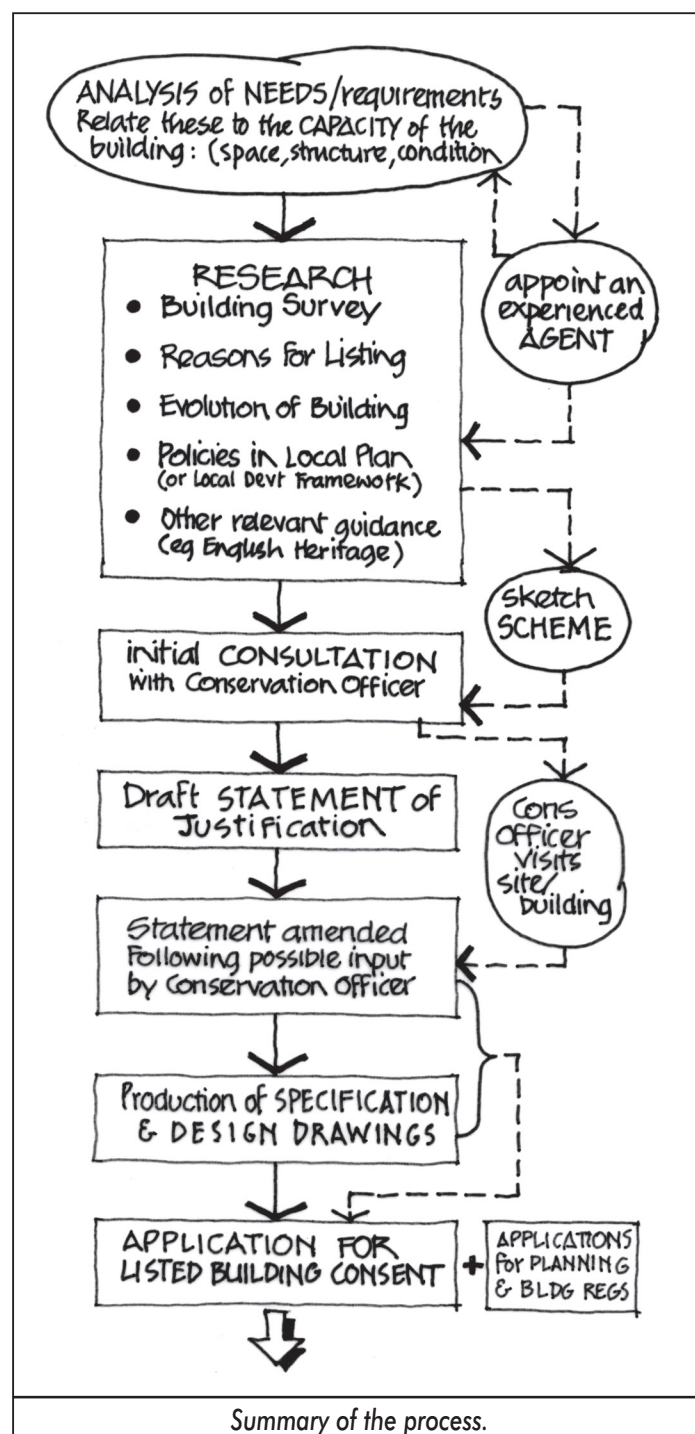 ANALYSIS of NEEDS/requirements
Relate these to the CAPACITY of the
building: (space, structure, condition
appoint an
experienced
AGENT
RESEARCH
• Building Survey
• Reasons for Listing
• Evolution of Building
• Policies in Local Plan
(or Local Devt Framework)
• Other relevant guidance
(eg English Heritage)
sketch
SCHEME
initial CONSULTATION
with Conservation Officer
Draft STATEMENT of
Justification
Cons
Officer
visits
site/
building
Statement amended
Following possible input
by Conservation Officer
Production of SPECIFICATION
& DESIGN DRAWINGS
APPLICATION FOR
LISTED BUILDING CONSENT
+
APPLICATIONS
for PLANNING
& BLDG REGS
Summary of the process.